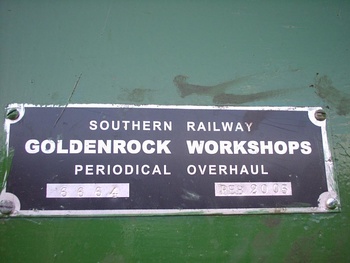 SOUTHERN RAILWAY
GOLDENROCK WORKSHOPS
PERIODICAL OVERHAUL